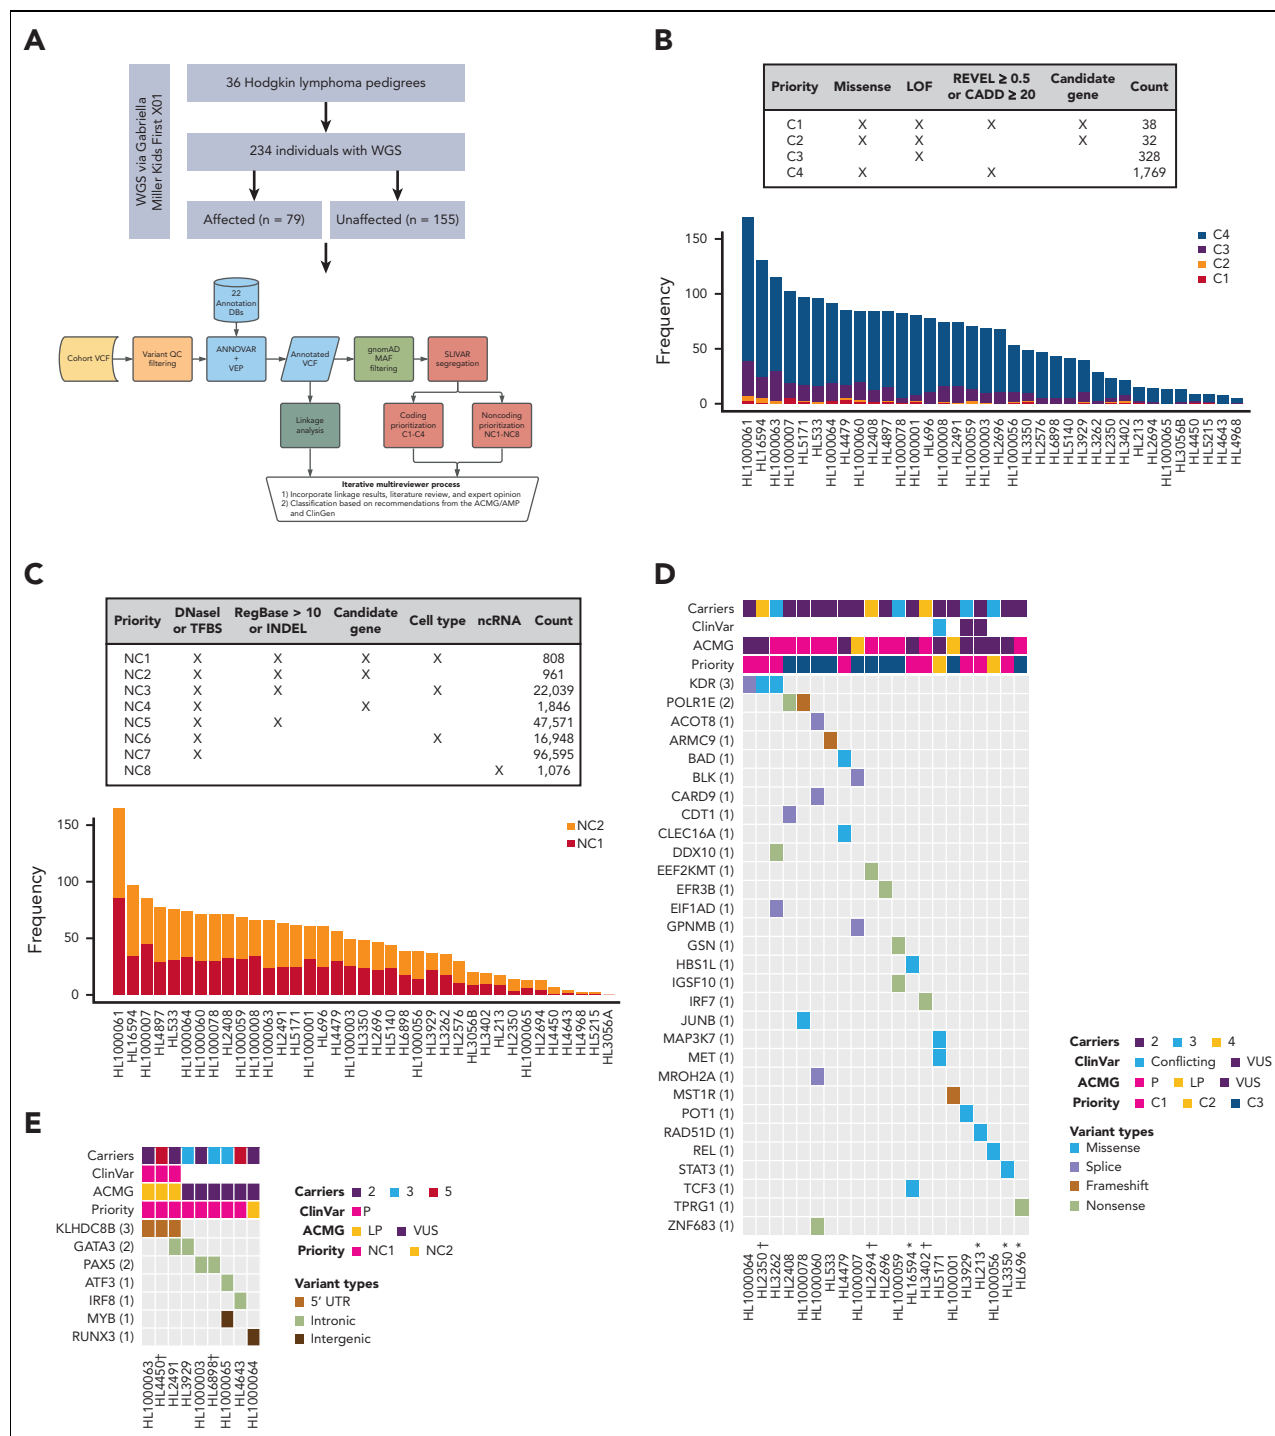 A
WGS via Gabriella
Miller Kids First X01
36 Hodgkin lymphoma pedigrees
234 individuals with WGS
Affected (n = 79)
Unaffected (n = 155)
22
Annotation
DBs
Cohort VCF
Variant QC
filtering
ANNOVAR
+
VEP
Annotated
VCF
gnomAD
MAF
filtering
SLIVAR
segregation
Linkage
analysis
Coding
prioritization
C1-C4
Noncoding
prioritization
NC1-NC8
Iterative multireviewer process
1) Incorporate linkage results, literature review, and expert opinion
2) Classification based on recommendations from the ACMG/AMP
and ClinGen
B
Priority Missense LOF REVEL ≥ 0.5 or CADD ≥ 20 Candidate gene Count
C1 X X X X 38
C2 X X X 32
C3 X 328
C4 X X 1,769
Frequency
150
100
50
0
C4
C3
C2
C1
HL1000061
HL16594
HL1000063
HL1000007
HL5171
HL533
HL1000064
HL4479
HL1000060
HL2408
HL4897
HL1000078
HL1000001
HL696
HL1000008
HL2491
HL1000059
HL1000003
HL2696
HL1000056
HL3350
HL2576
HL6898
HL5140
HL3929
HL3262
HL2350
HL3402
HL213
HL2694
HL1000065
HL3056B
HL4450
HL5215
HL4643
HL4968
C
Priority DNaseI or TFBS RegBase > 10 or INDEL Candidate gene Cell type ncRNA Count
NC1 X X X X 808
NC2 X X X 961
NC3 X X X 22,039
NC4 X X 1,846
NC5 X X 47,571
NC6 X X 16,948
NC7 X 96,595
NC8 X 1,076
Frequency
150
100
50
0
NC2
NC1
HL1000061
HL16594
HL1000007
HL4897
HL533
HL1000064
HL1000060
HL1000078
HL2408
HL1000059
HL1000008
HL1000063
HL2491
HL5171
HL1000001
HL696
HL4479
HL1000003
HL3350
HL2696
HL5140
HL6898
HL1000056
HL3929
HL3262
HL2576
HL3056B
HL3402
HL213
HL2350
HL1000065
HL2694
HL4450
HL4643
HL4968
HL5215
HL3056A
D
Carriers
ClinVar
ACMG
Priority
KDR (3)
POLR1E (2)
ACOT8 (1)
ARMC9 (1)
BAD (1)
BLK (1)
CARD9 (1)
CDT1 (1)
CLEC16A (1)
DDX10 (1)
EEF2KMT (1)
EFR3B (1)
EIF1AD (1)
GPNMB (1)
GSN (1)
HBS1L (1)
IGSF10 (1)
IRF7 (1)
JUNB (1)
MAP3K7 (1)
MET (1)
MROH2A (1)
MST1R (1)
POT1 (1)
RAD51D (1)
REL (1)
STAT3 (1)
TCF3 (1)
TPRG1 (1)
ZNF683 (1)
HL1000064
HL2350 †
HL3262
HL2408
HL1000078
HL1000060
HL533
HL4479
HL1000007
HL2694 †
HL2696
HL1000059
HL16594 *
HL3402 †
HL5171
HL1000001
HL3929
HL213 *
HL1000056
HL3350 *
HL696 *
Carriers 2 3 4
ClinVar Conflicting VUS
ACMG P LP VUS
Priority C1 C2 C3
Variant types
Missense
Splice
Frameshift
Nonsense
E
Carriers
ClinVar
ACMG
Priority
KLHDC8B (3)
GATA3 (2)
PAX5 (2)
ATF3 (1)
IRF8 (1)
MYB (1)
RUNX3 (1)
HL1000063
HL4450†
HL2491
HL3929
HL1000003
HL6898†
HL1000065
HL4643
HL1000064
Carriers 2 3 5
ClinVar P
ACMG LP VUS
Priority NC1 NC2
Variant types
5′ UTR
Intronic
Intergenic